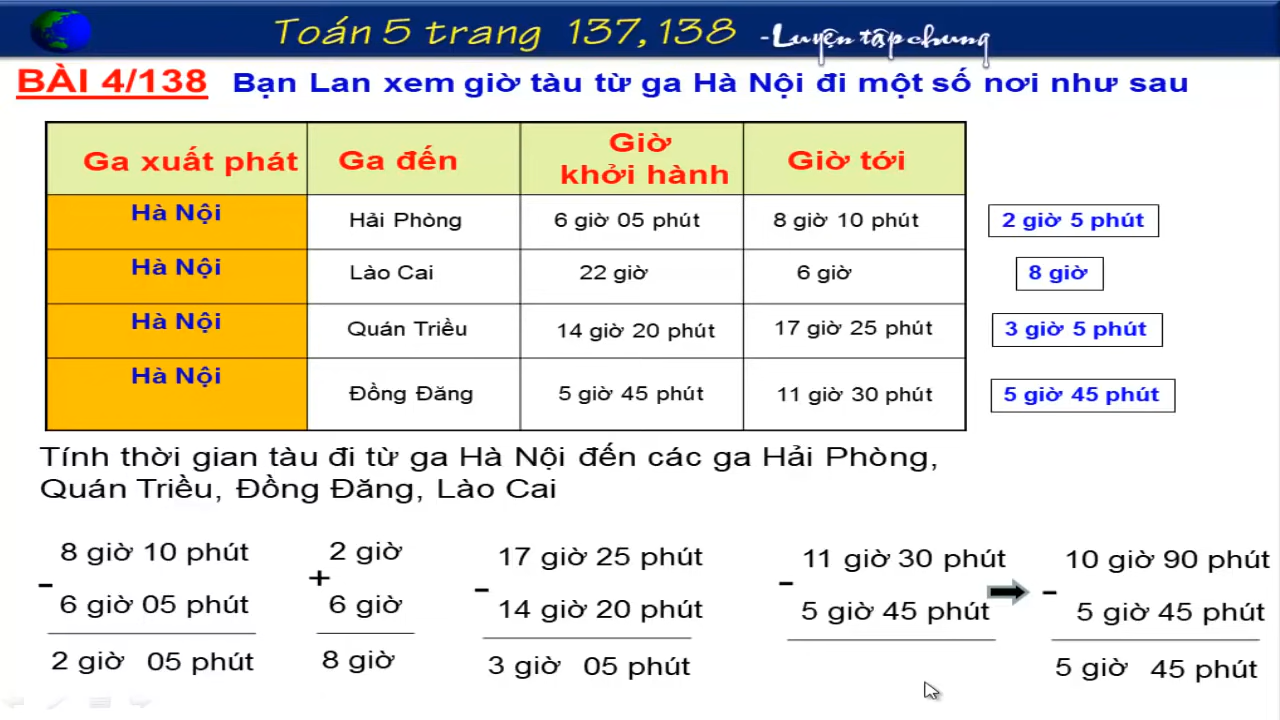 Toán 5 trang 137, 138 -Luyện tập chung
BÀI 4/138 Bạn Lan xem giờ tàu từ ga Hà Nội đi một số nơi như sau
Ga xuất phát Ga đến Giờ khởi hành Giờ tới
Hà Nội Hải Phòng 6 giờ 05 phút 8 giờ 10 phút 2 giờ 5 phút
Hà Nội Lào Cai 22 giờ 6 giờ 8 giờ
Hà Nội Quán Triều 14 giờ 20 phút 17 giờ 25 phút 3 giờ 5 phút
Hà Nội Đồng Đăng 5 giờ 45 phút 11 giờ 30 phút 5 giờ 45 phút
Tính thời gian tàu đi từ ga Hà Nội đến các ga Hải Phòng,
Quán Triều, Đồng Đăng, Lào Cai
8 giờ 10 phút
-
6 giờ 05 phút
2 giờ 05 phút
2 giờ
+
6 giờ
8 giờ
17 giờ 25 phút
-
14 giờ 20 phút
3 giờ 05 phút
11 giờ 30 phút
-
5 giờ 45 phút
10 giờ 90 phút
-
5 giờ 45 phút
5 giờ 45 phút